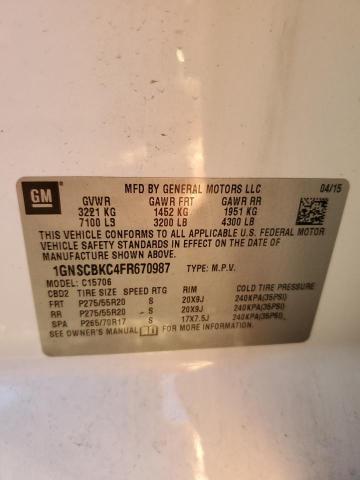 GM
MFD BY GENERAL MOTORS LLC 04/15
GVWR GAWR FRT GAWR RR
3221 KG 1452 KG 1951 KG
7100 LB 3200 LB 4300 LB
THIS VEHICLE CONFORMS TO ALL APPLICABLE U.S. FEDERAL MOTOR
VEHICLE SAFETY STANDARDS IN EFFECT ON THE DATE OF
MANUFACTURE SHOWN ABOVE.
1GNSCBKC4FR670987 TYPE: M.P.V.
MODEL: C15706
CBD2 TIRE SIZE SPEED RTG RIM COLD TIRE PRESSURE
FRT P275/55R20 S 20X9J 240KPA(35PSI)
RR P275/55R20 S 20X9J 240KPA(35PSI)
SPA P265/70R17 S 17X7.5J 240KPA(35PSI)
SEE OWNER'S MANUAL FOR MORE INFORMATION.